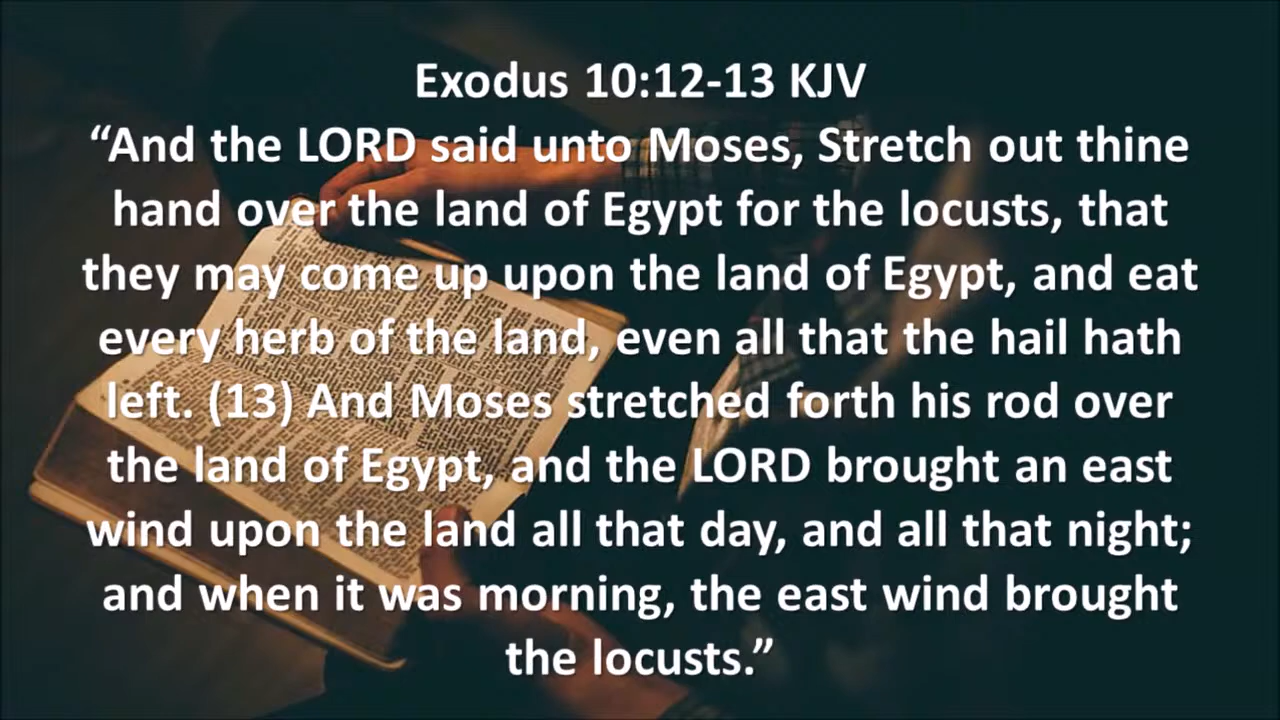 Exodus 10:12-13 KJV
“And the LORD said unto Moses, Stretch out thine
hand over the land of Egypt for the locusts, that
they may come up upon the land of Egypt, and eat
every herb of the land, even all that the hail hath
left. (13) And Moses stretched forth his rod over
the land of Egypt, and the LORD brought an east
wind upon the land all that day, and all that night;
and when it was morning, the east wind brought
the locusts.”